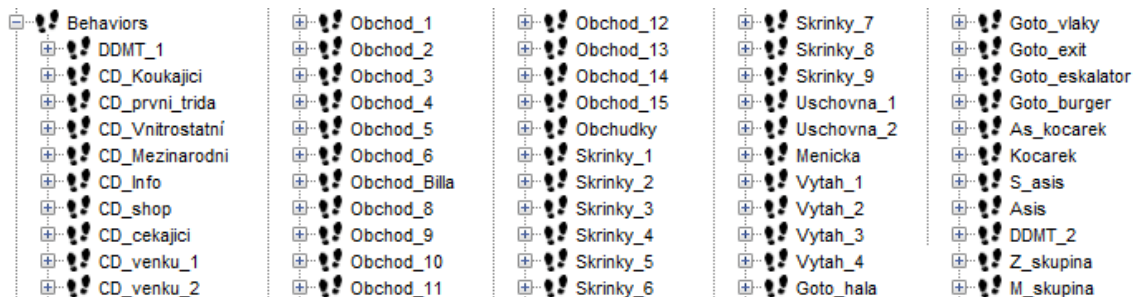 Behaviors
DDMT_1
CD_Koukajici
CD_prvni_trida
CD_Vnitrostatní
CD_Mezinarodni
CD_Info
CD_shop
CD_cekajici
CD_venku_1
CD_venku_2
Obchod_1
Obchod_2
Obchod_3
Obchod_4
Obchod_5
Obchod_6
Obchod_Billa
Obchod_8
Obchod_9
Obchod_10
Obchod_11
Obchod_12
Obchod_13
Obchod_14
Obchod_15
Obchudky
Skrinky_1
Skrinky_2
Skrinky_3
Skrinky_4
Skrinky_5
Skrinky_6
Skrinky_7
Skrinky_8
Skrinky_9
Uschovna_1
Uschovna_2
Menicka
Vytah_1
Vytah_2
Vytah_3
Vytah_4
Goto_hala
Goto_vlaky
Goto_exit
Goto_eskalator
Goto_burger
As_kocarek
Kocarek
S_asis
Asis
DDMT_2
Z_skupina
M_skupina